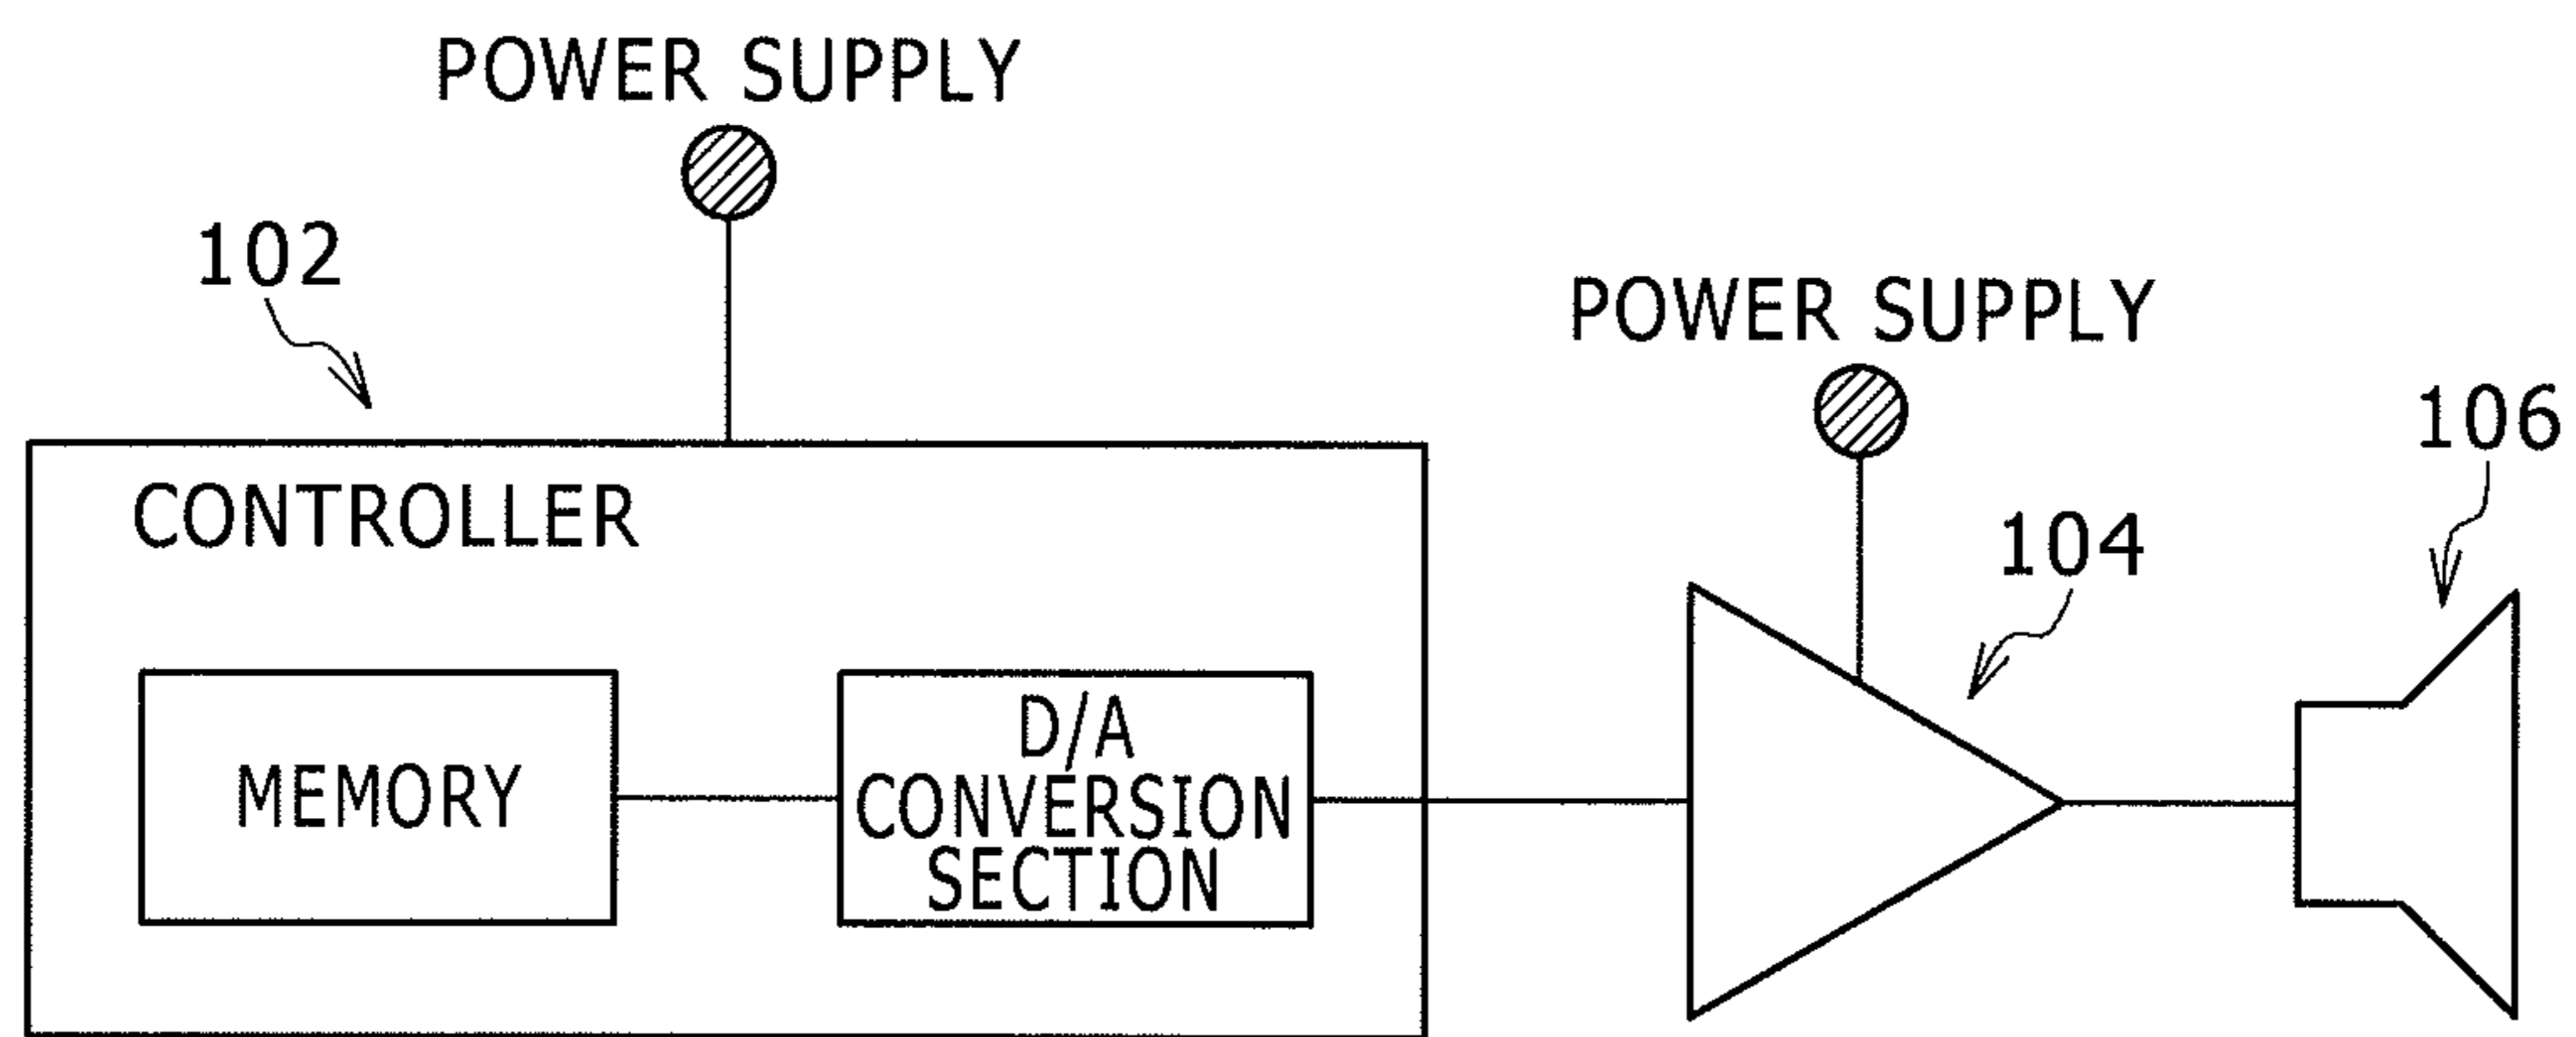 POWER SUPPLY
102
POWER SUPPLY
106
CONTROLLER
104
MEMORY
D/A
CONVERSION
SECTION